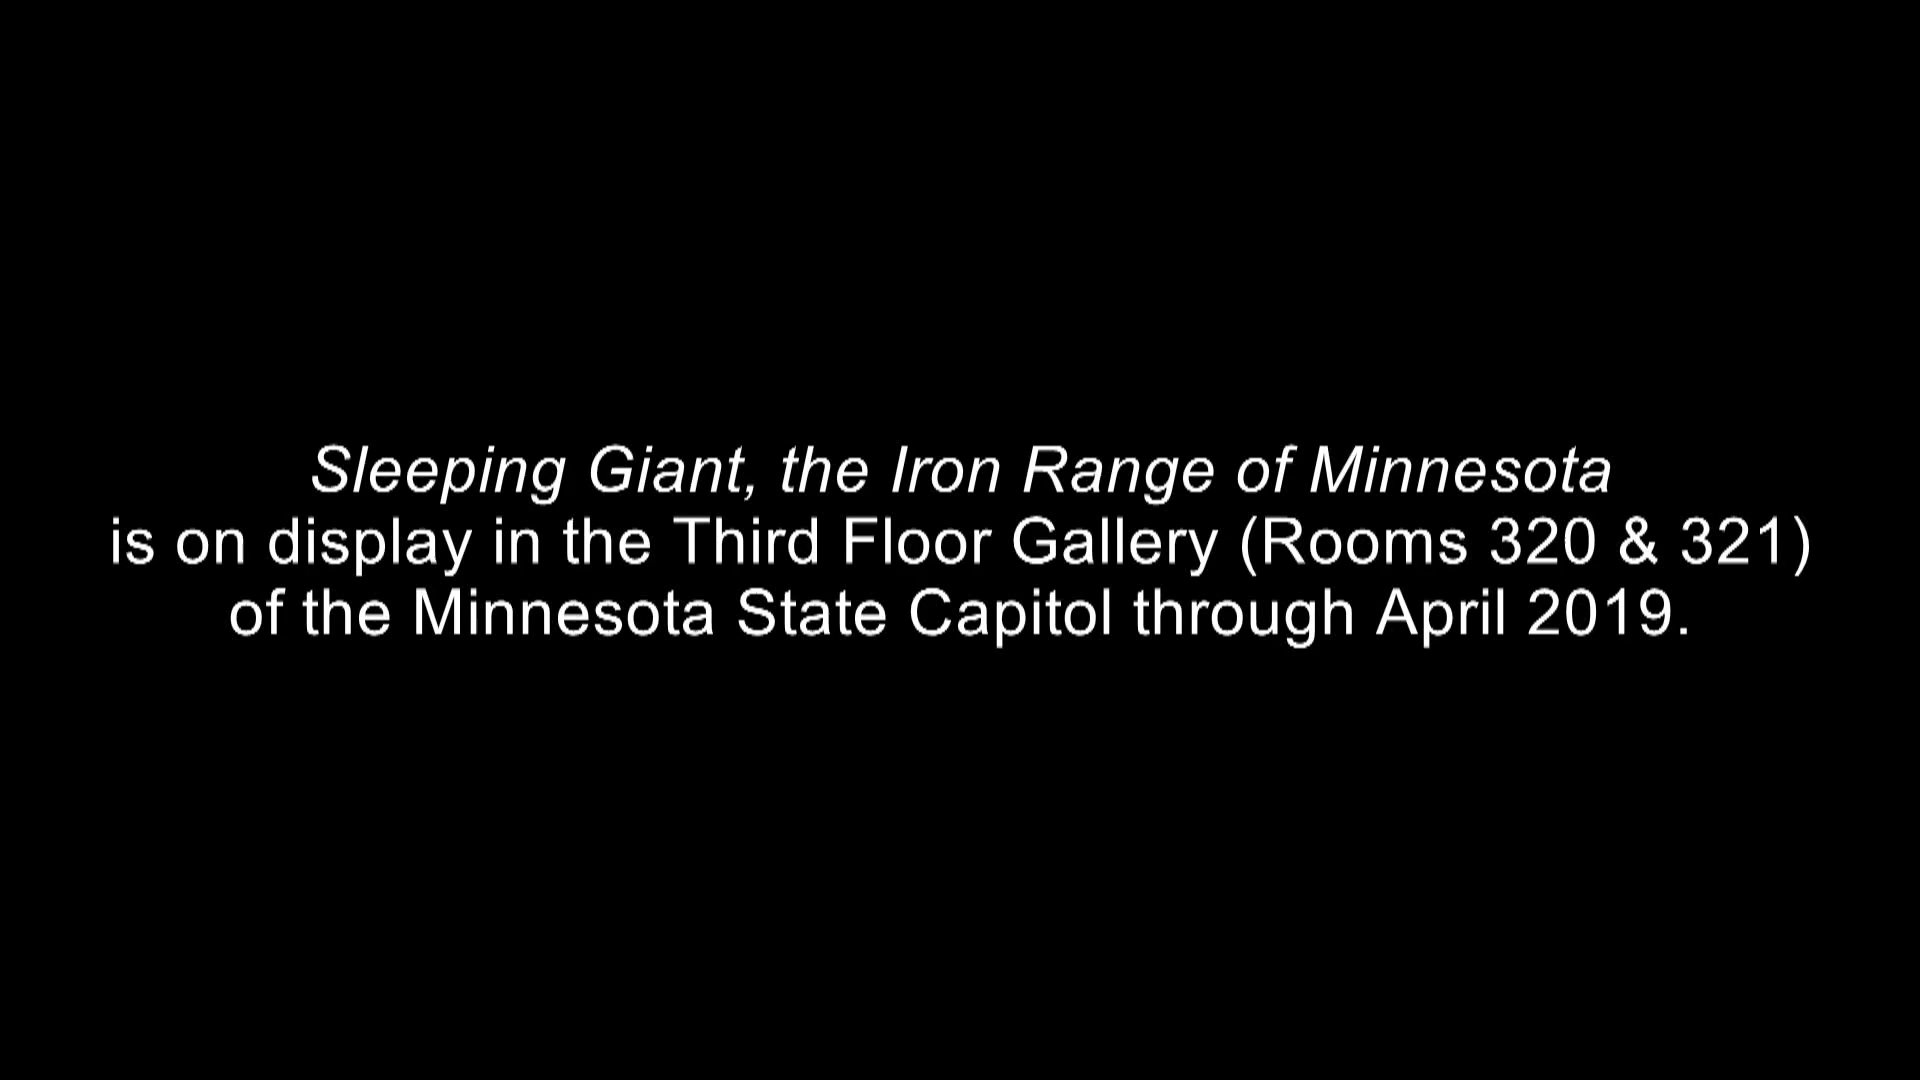 Sleeping Giant, the Iron Range of Minnesota
is on display in the Third Floor Gallery (Rooms 320 & 321)
of the Minnesota State Capitol through April 2019.